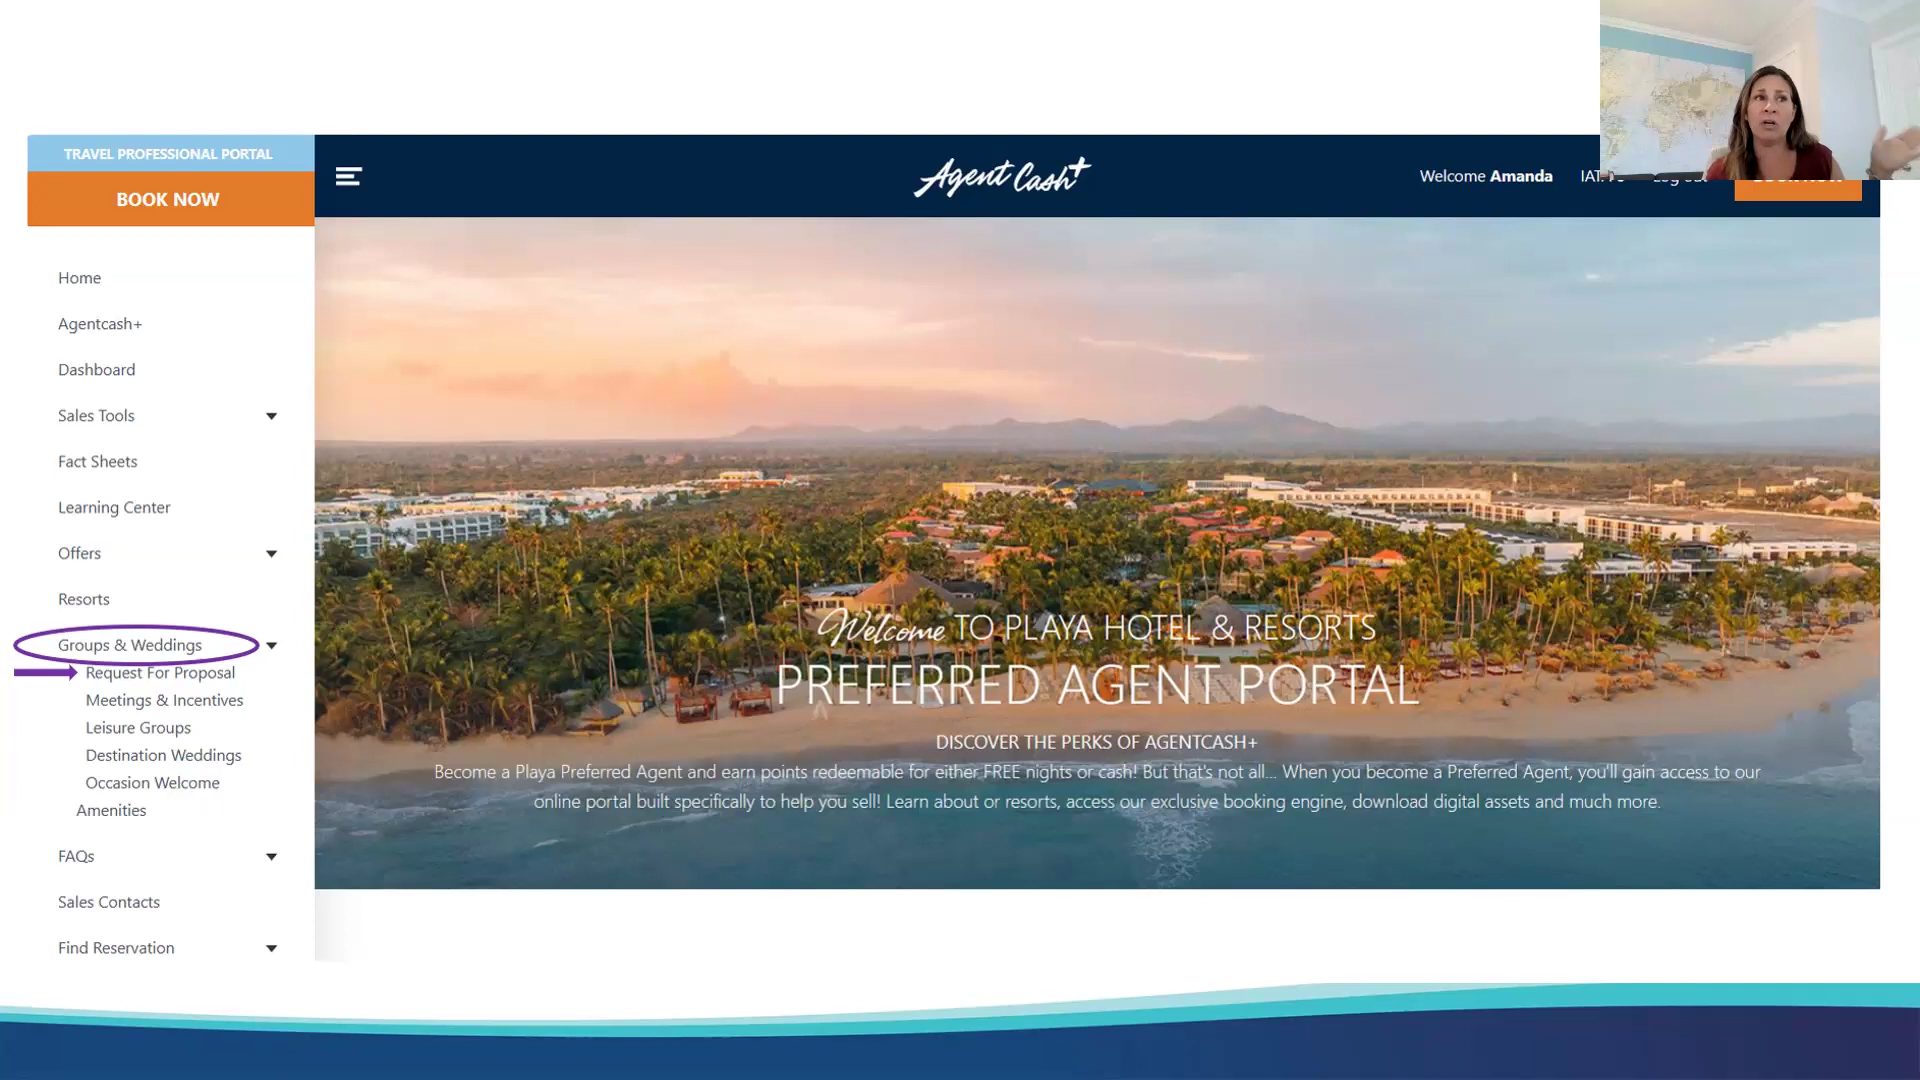 TRAVEL PROFESSIONAL PORTAL
BOOK NOW
Home
Agentcash+
Dashboard
Sales Tools
Fact Sheets
Learning Center
Offers
Resorts
Groups & Weddings
Request For Proposal
Meetings & Incentives
Leisure Groups
Destination Weddings
Occasion Welcome
Amenities
FAQs
Sales Contacts
Find Reservation
Agent Cash+
Welcome Amanda
Welcome TO PLAYA HOTEL & RESORTS
PREFERRED AGENT PORTAL
DISCOVER THE PERKS OF AGENTCASH+
Become a Playa Preferred Agent and earn points redeemable for either FREE nights or cash! But that's not all... When you become a Preferred Agent, you'll gain access to our
online portal built specifically to help you sell! Learn about or resorts, access our exclusive booking engine, download digital assets and much more.